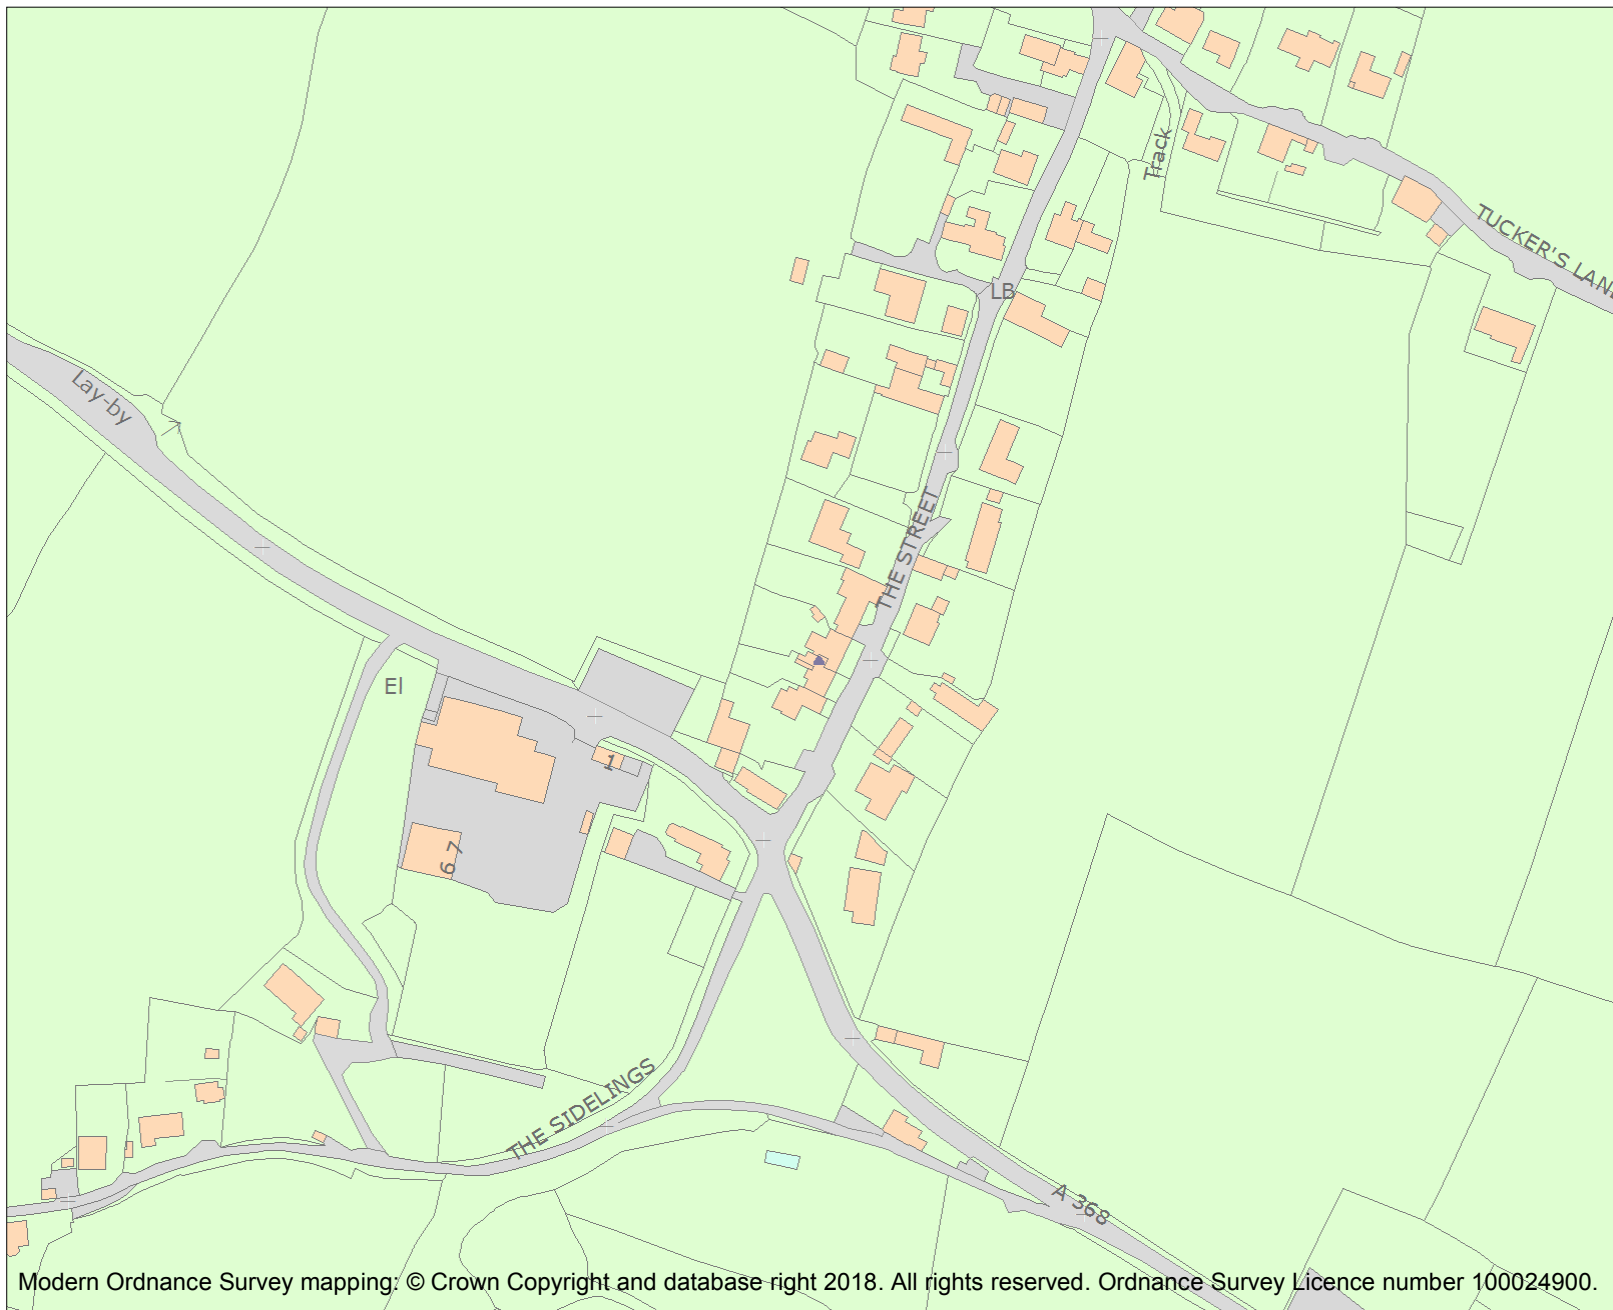 Track
TUCKER'S LAN
LB
Lay-by
THE STREET
El
1
6 7
THE SIDELINGS
A 368
Modern Ordnance Survey mapping: © Crown Copyright and database right 2018. All rights reserved. Ordnance Survey Licence number 100024900.